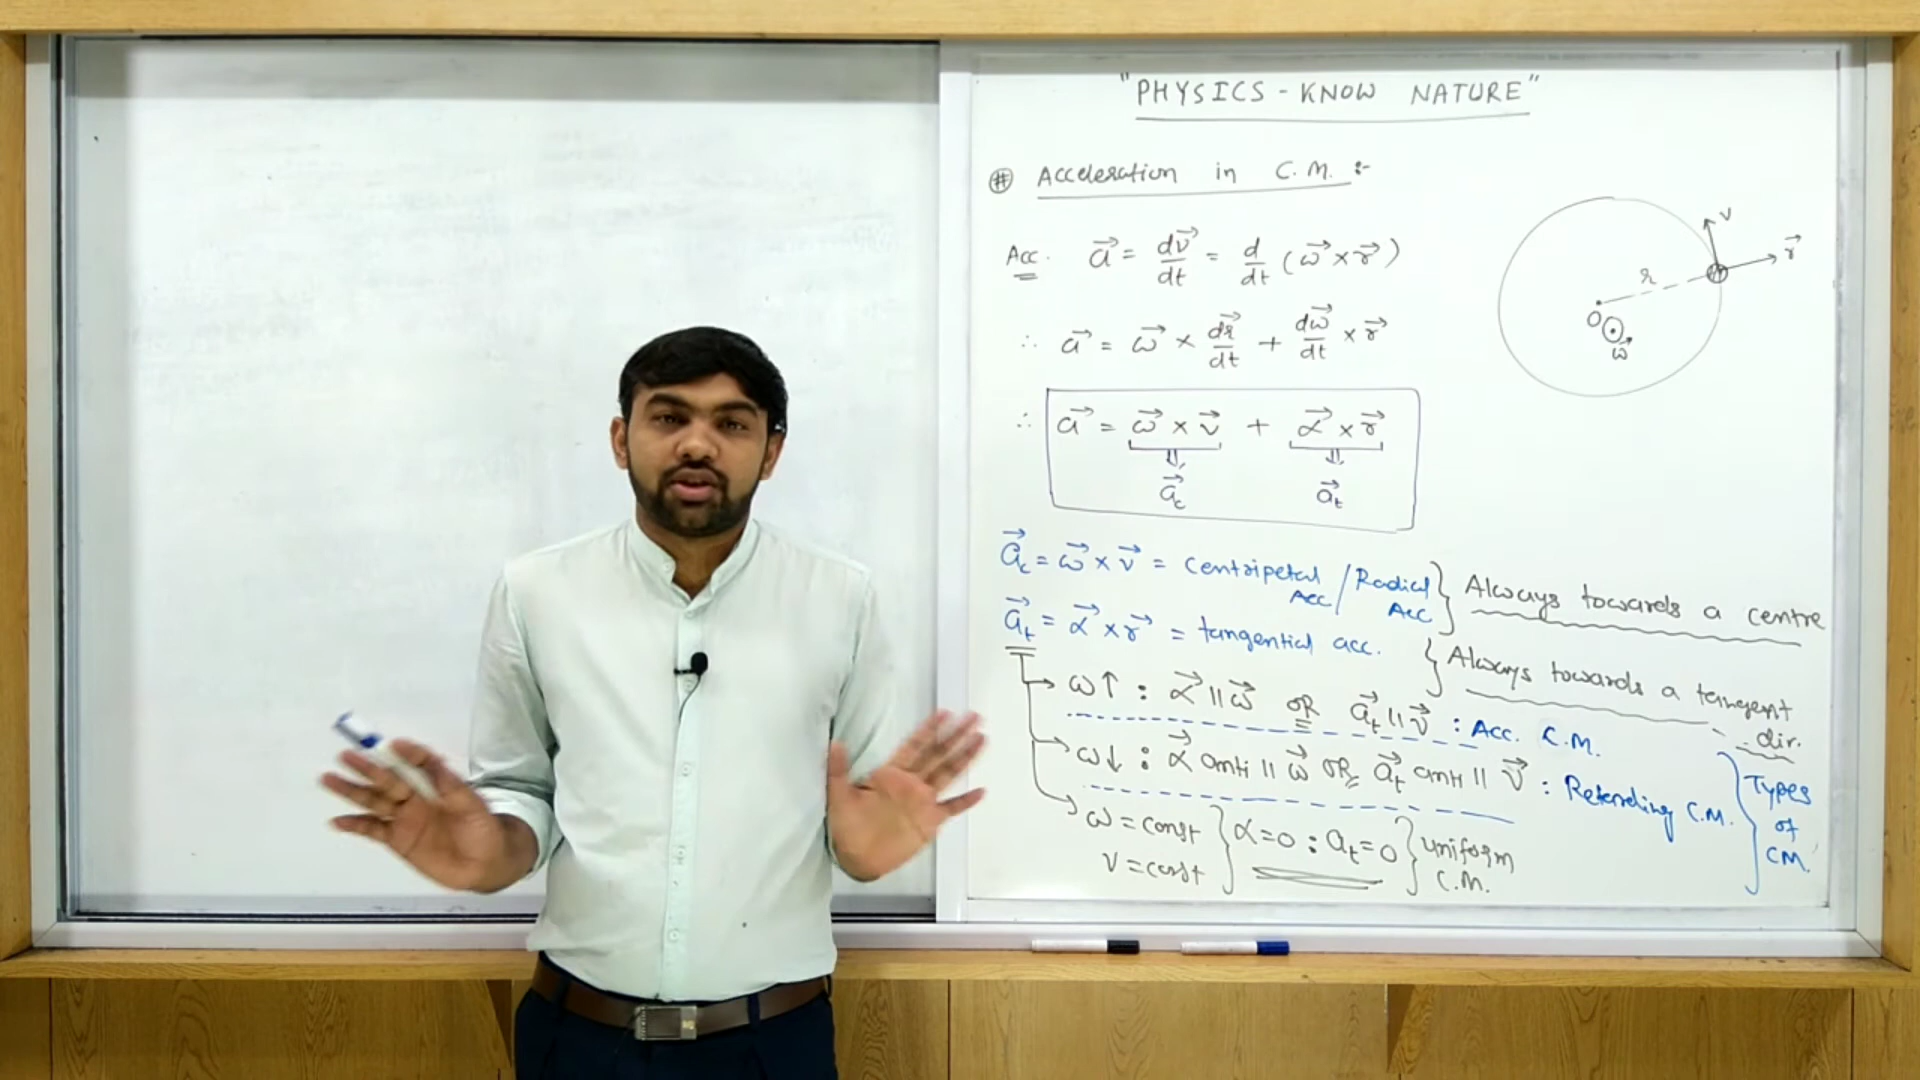 "PHYSICS - KNOW NATURE"
# Acceleration in C.M. :-
Acc. a⃗ = dv⃗/dt = d/dt (ω⃗ × r⃗)
∴ a⃗ = ω⃗ × dr⃗/dt + dω⃗/dt × r⃗
∴ a⃗ = ω⃗ × v⃗ + α⃗ × r⃗
⇓ ⇓
a⃗c a⃗t
a⃗c = ω⃗ × v⃗ = Centripetal Acc / Radial Acc } Always towards a centre
a⃗t = α⃗ × r⃗ = tangential acc. } Always towards a tangent dir.
→ ω↑ : α⃗ || ω⃗ OR a⃗t || v⃗ : Acc. C.M.
→ ω↓ : α⃗ anti || ω⃗ OR a⃗t anti || v⃗ : Retarding C.M.
→ ω = const } α=0 : at=0 } uniform
v = const C.M.
Types
of
CM.
v
r⃗
r
O
ω⃗